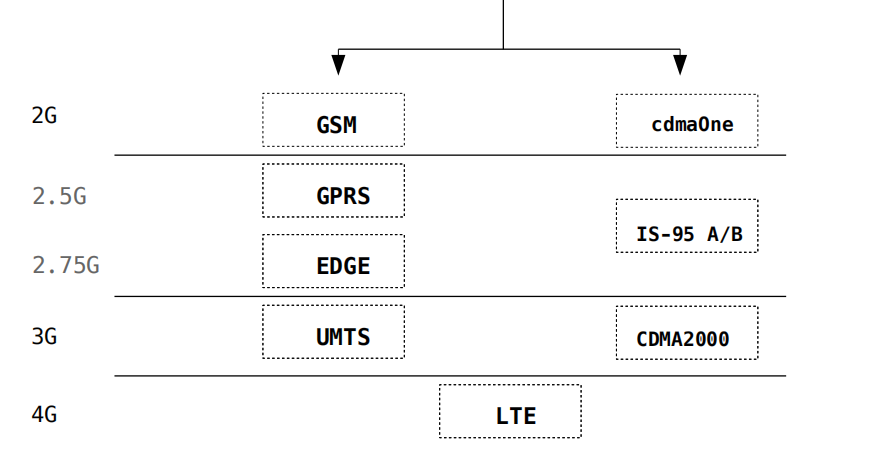 2G GSM cdmaOne
2.5G GPRS
IS-95 A/B
2.75G EDGE
3G UMTS CDMA2000
4G LTE